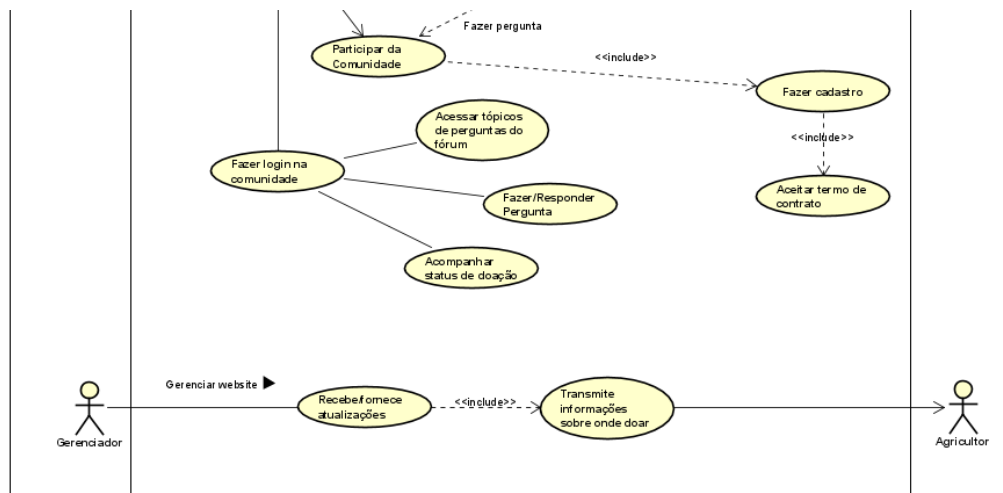 Fazer pergunta
Participar da
Comunidade
<<include>>
Fazer cadastro
Acessar tópicos
de perguntas do
fórum
<<include>>
Fazer login na
comunidade
Aceitar termo de
contrato
Fazer/Responder
Pergunta
Acompanhar
status de doação
Gerenciar website
Recebe/fornece
atualizações
<<include>>
Transmite
informações
sobre onde doar
Gerenciador
Agricultor